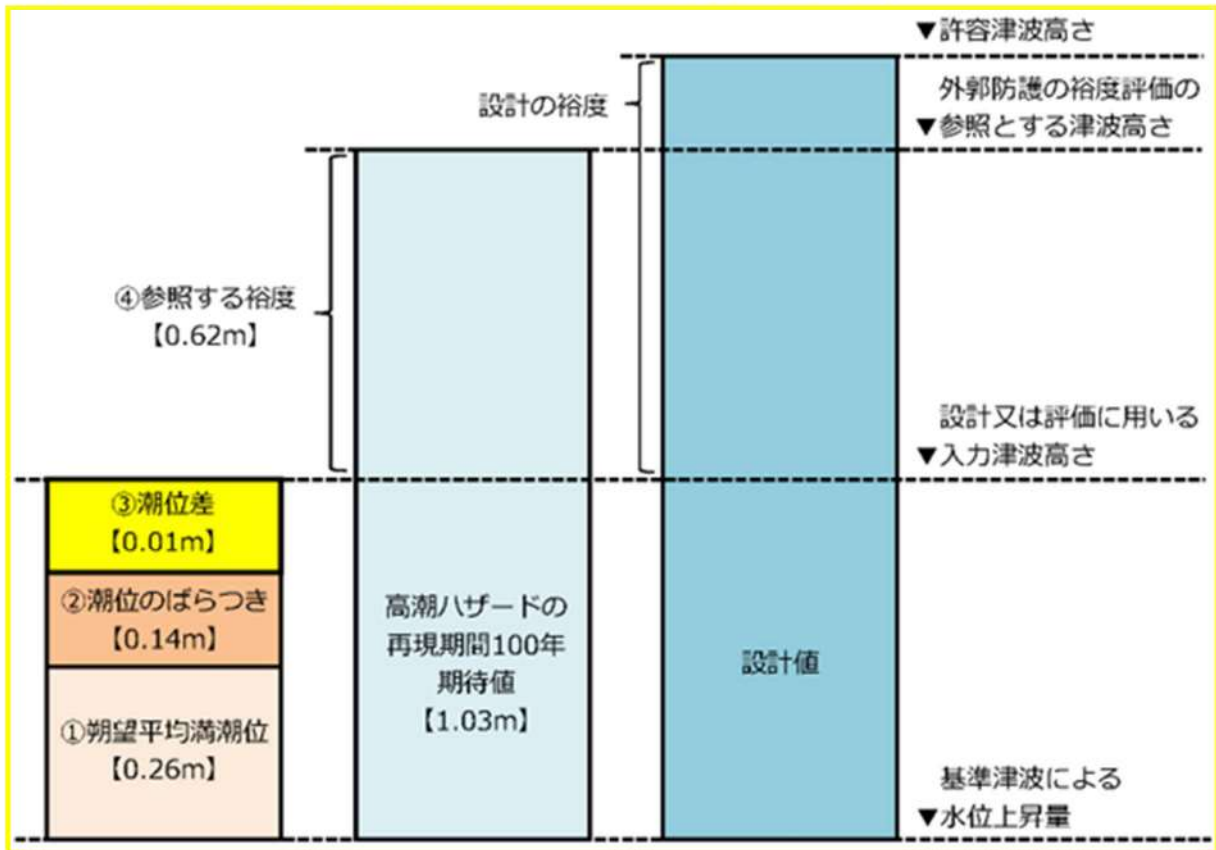 ▼許容津波高さ
外郭防護の裕度評価の
▼参照とする津波高さ
設計の裕度
④参照する裕度
【0.62m】
設計又は評価に用いる
▼入力津波高さ
③潮位差
【0.01m】
②潮位のばらつき
【0.14m】
①朔望平均満潮位
【0.26m】
高潮ハザードの
再現期間100年
期待値
【1.03m】
設計値
基準津波による
▼水位上昇量